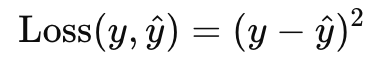 Loss(y, ŷ) = (y − ŷ)²